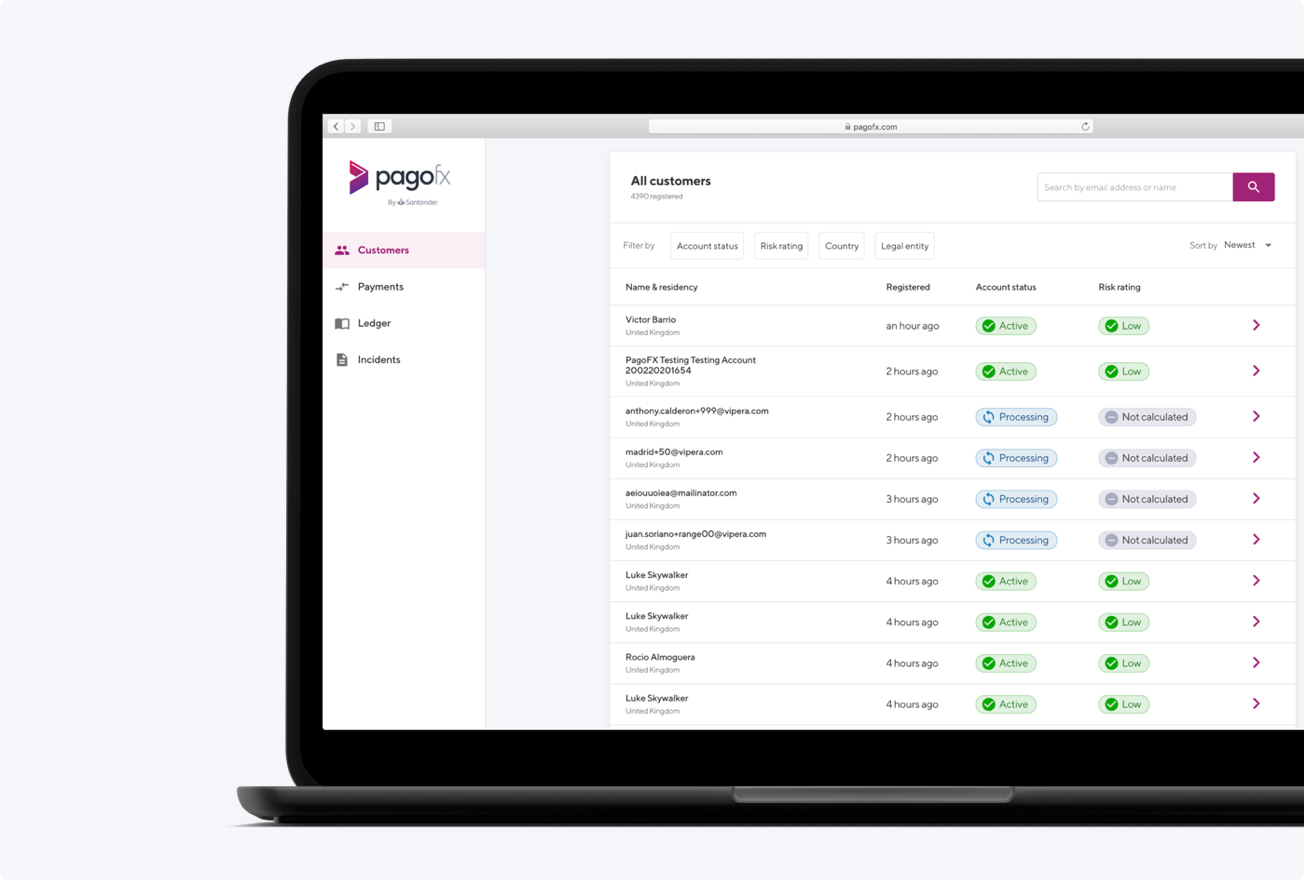 pagofx.com
pagofx
By Santander
Customers
Payments
Ledger
Incidents
All customers
4390 registered
Search by email address or name
Filter by Account status Risk rating Country Legal entity Sort by Newest
Name & residency Registered Account status Risk rating
Victor Barrio
United Kingdom
an hour ago Active Low
PagoFX Testing Testing Account
200220201654
United Kingdom
2 hours ago Active Low
anthony.calderon+999@vipera.com
United Kingdom
2 hours ago Processing Not calculated
madrid+50@vipera.com
United Kingdom
2 hours ago Processing Not calculated
aeiouuoiea@mailinator.com
United Kingdom
3 hours ago Processing Not calculated
juan.soriano+range00@vipera.com
United Kingdom
3 hours ago Processing Not calculated
Luke Skywalker
United Kingdom
4 hours ago Active Low
Luke Skywalker
United Kingdom
4 hours ago Active Low
Rocio Almoguera
United Kingdom
4 hours ago Active Low
Luke Skywalker
United Kingdom
4 hours ago Active Low